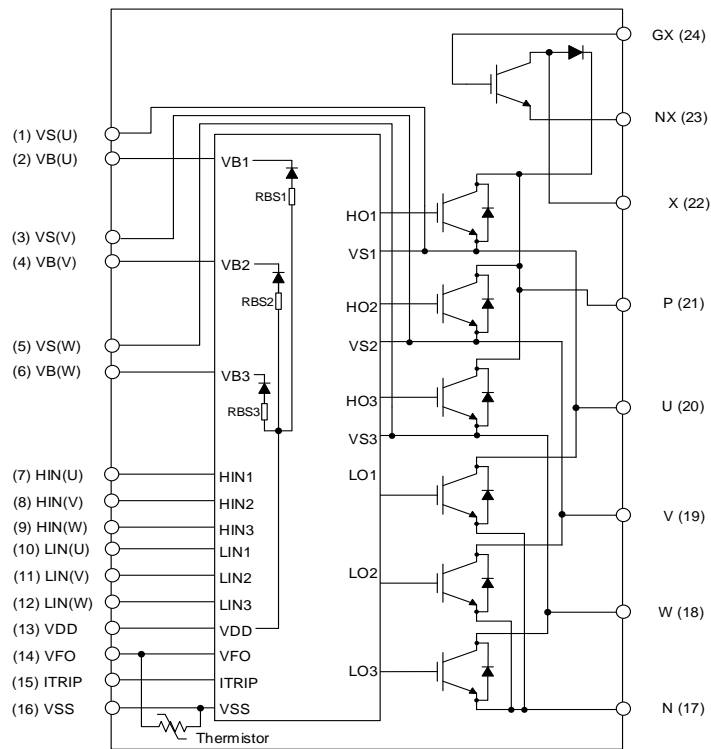 GX (24)
NX (23)
(1) VS(U)
(2) VB(U)
VB1
RBS1
X (22)
HO1
(3) VS(V)
VS1
(4) VB(V)
VB2
RBS2
HO2
P (21)
(5) VS(W)
VS2
(6) VB(W)
VB3
RBS3
HO3
U (20)
VS3
(7) HIN(U)
HIN1
LO1
(8) HIN(V)
HIN2
(9) HIN(W)
HIN3
V (19)
(10) LIN(U)
LIN1
(11) LIN(V)
LIN2
LO2
(12) LIN(W)
LIN3
W (18)
(13) VDD
VDD
(14) VFO
VFO
LO3
(15) ITRIP
ITRIP
(16) VSS
VSS
N (17)
Thermistor